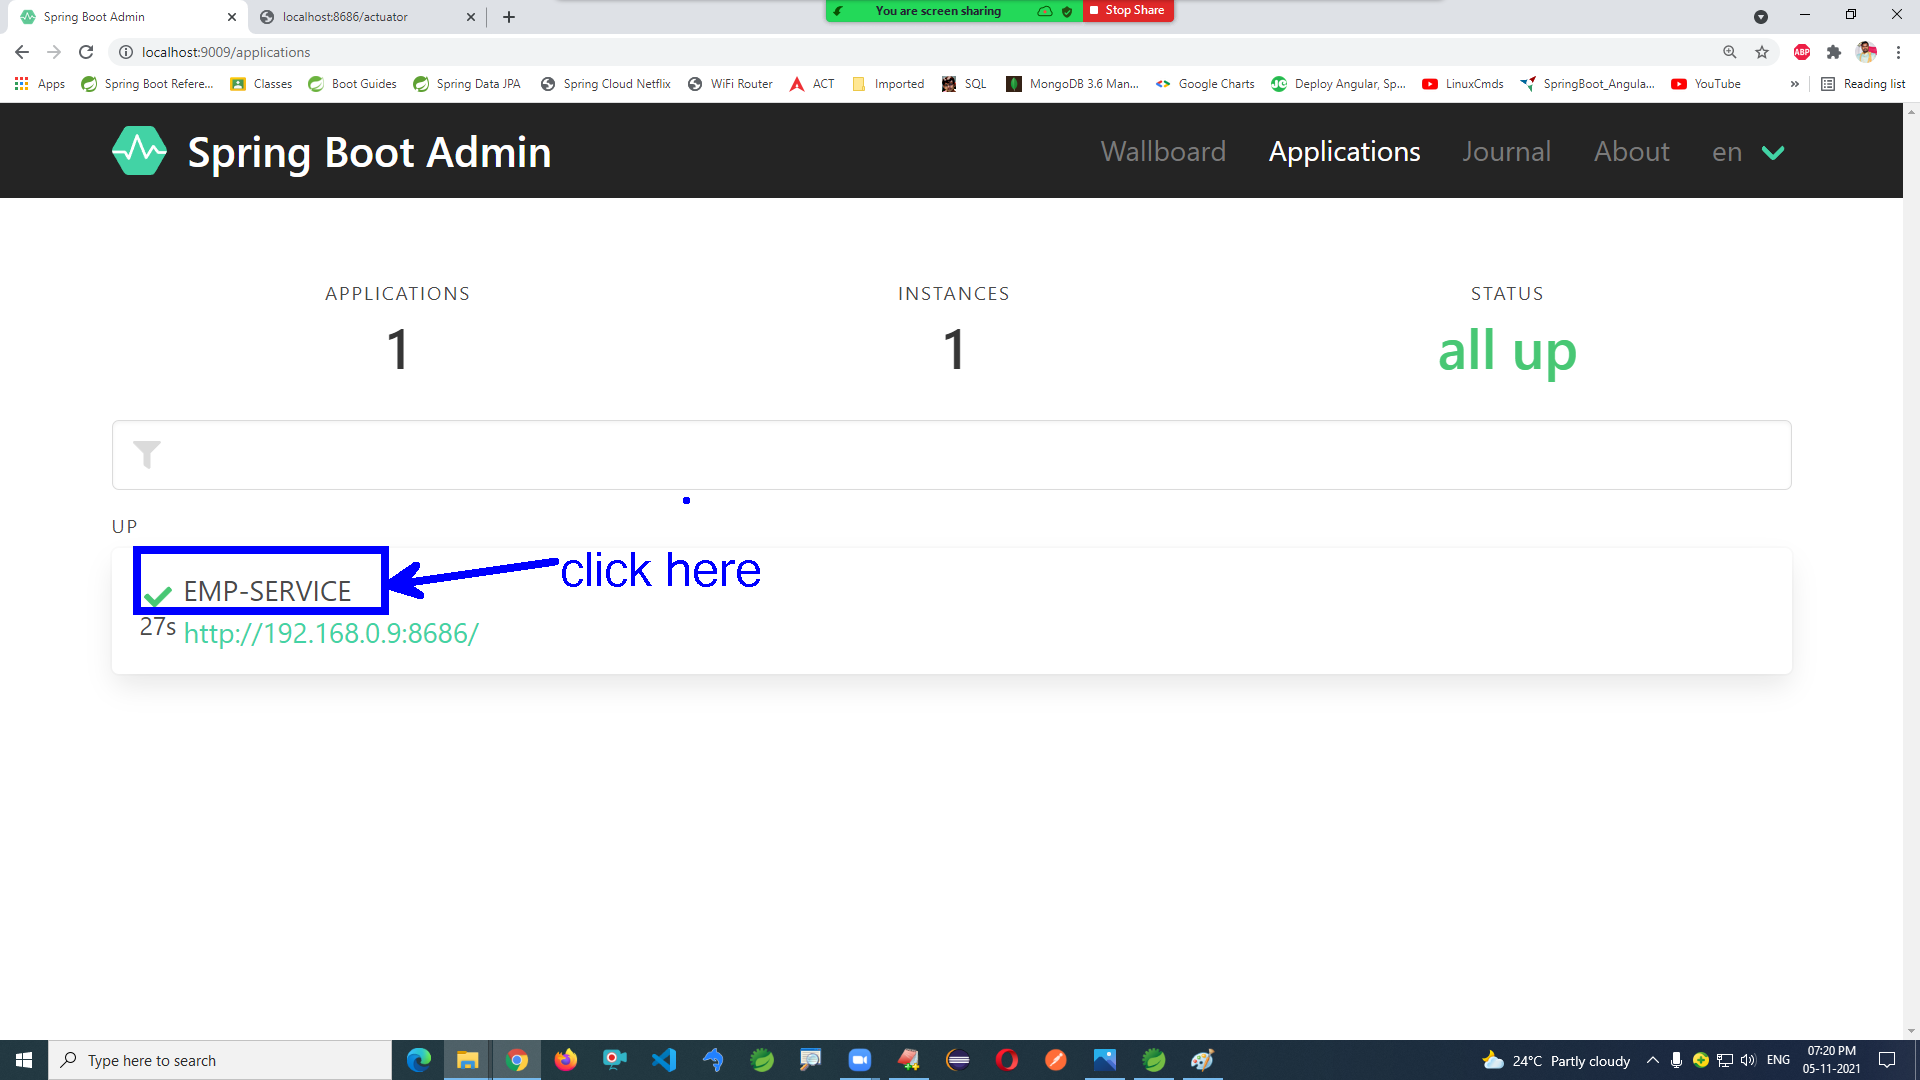 Spring Boot Admin
localhost:8686/actuator
You are screen sharing
Stop Share
localhost:9009/applications
ABP
Apps
Spring Boot Refere...
Classes
Boot Guides
Spring Data JPA
Spring Cloud Netflix
WiFi Router
ACT
Imported
SQL
MongoDB 3.6 Man...
Google Charts
Deploy Angular, Sp...
LinuxCmds
SpringBoot_Angula...
YouTube
»
Reading list
Spring Boot Admin
Wallboard
Applications
Journal
About
en
APPLICATIONS
1
INSTANCES
1
STATUS
all up
UP
EMP-SERVICE
click here
27s
http://192.168.0.9:8686/
Type here to search
24°C Partly cloudy
ENG
07:20 PM
05-11-2021